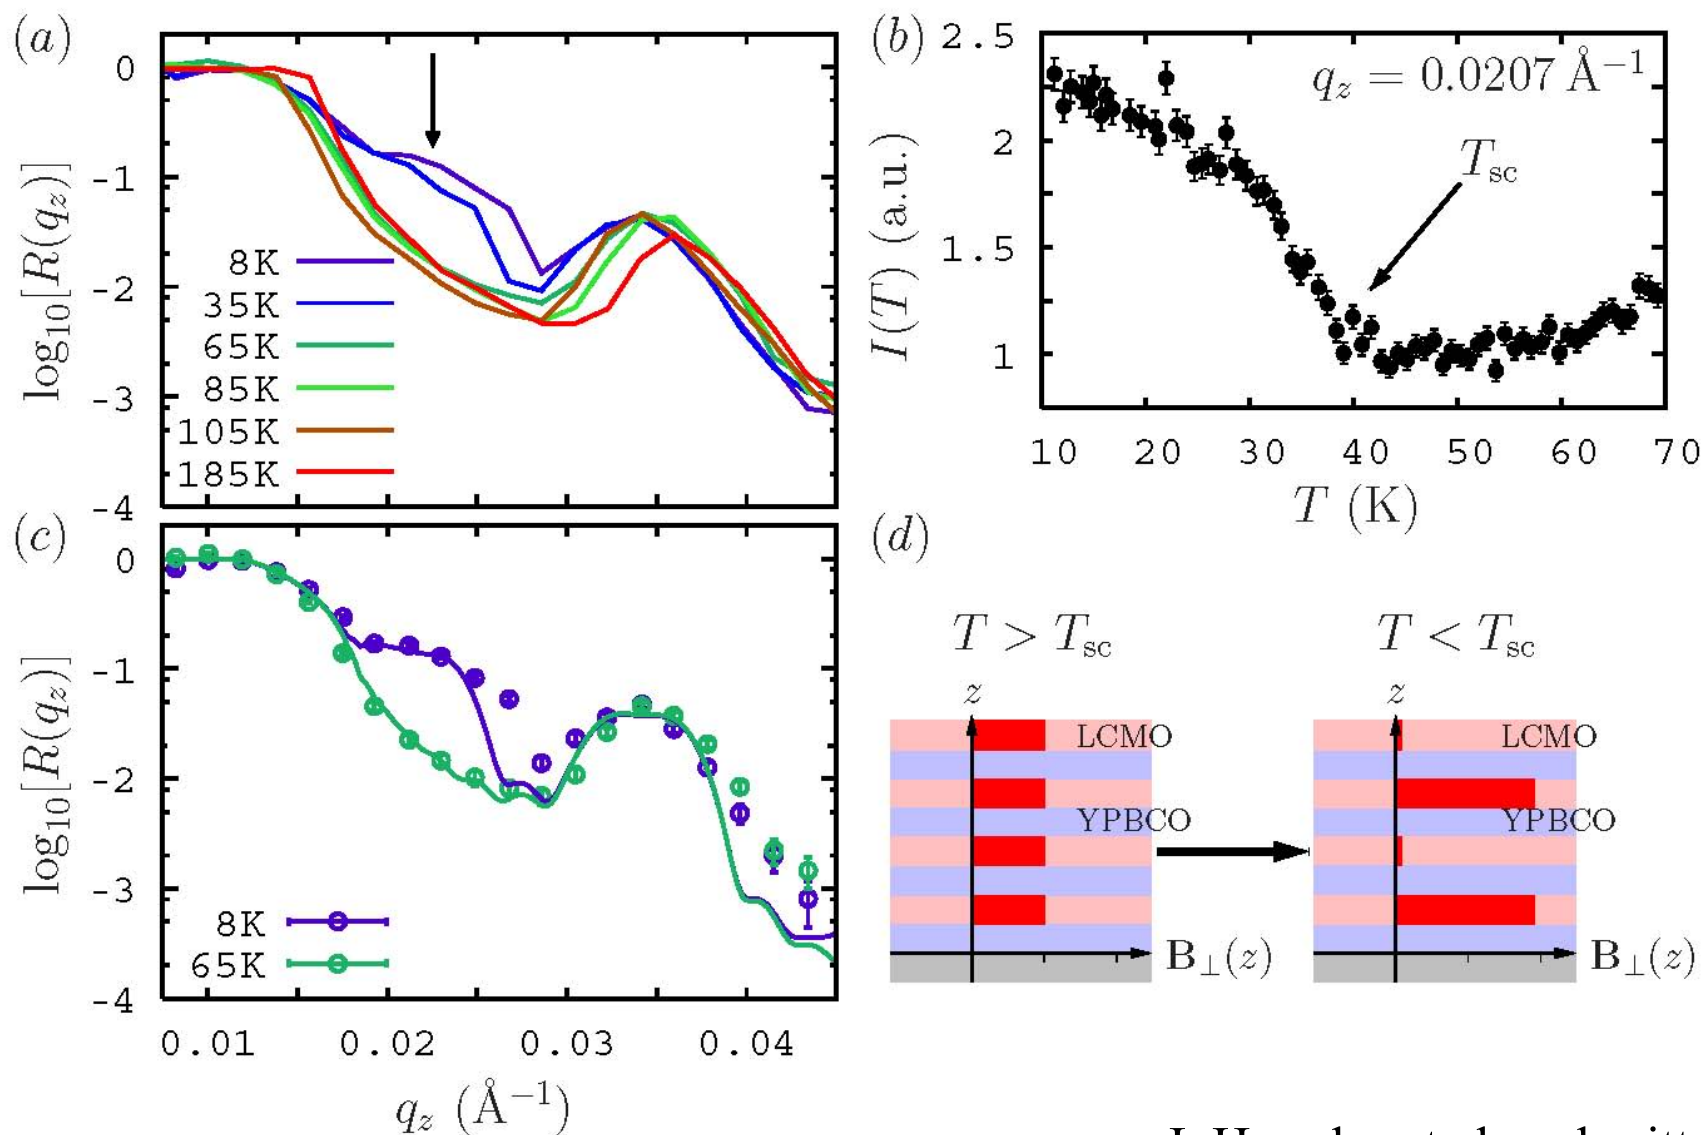 (a)
log10[R(qz)]
0
-1
-2
-3
-4
8K
35K
65K
85K
105K
185K
(b)
I(T) (a.u.)
2.5
2
1.5
1
qz = 0.0207 Å−1
Tsc
10 20 30 40 50 60 70
T (K)
(c)
log10[R(qz)]
0
-1
-2
-3
-4
8K
65K
0.01 0.02 0.03 0.04
qz (Å−1)
(d)
T > Tsc
z
LCMO
YPBCO
B⊥(z)
T < Tsc
z
LCMO
YPBCO
B⊥(z)